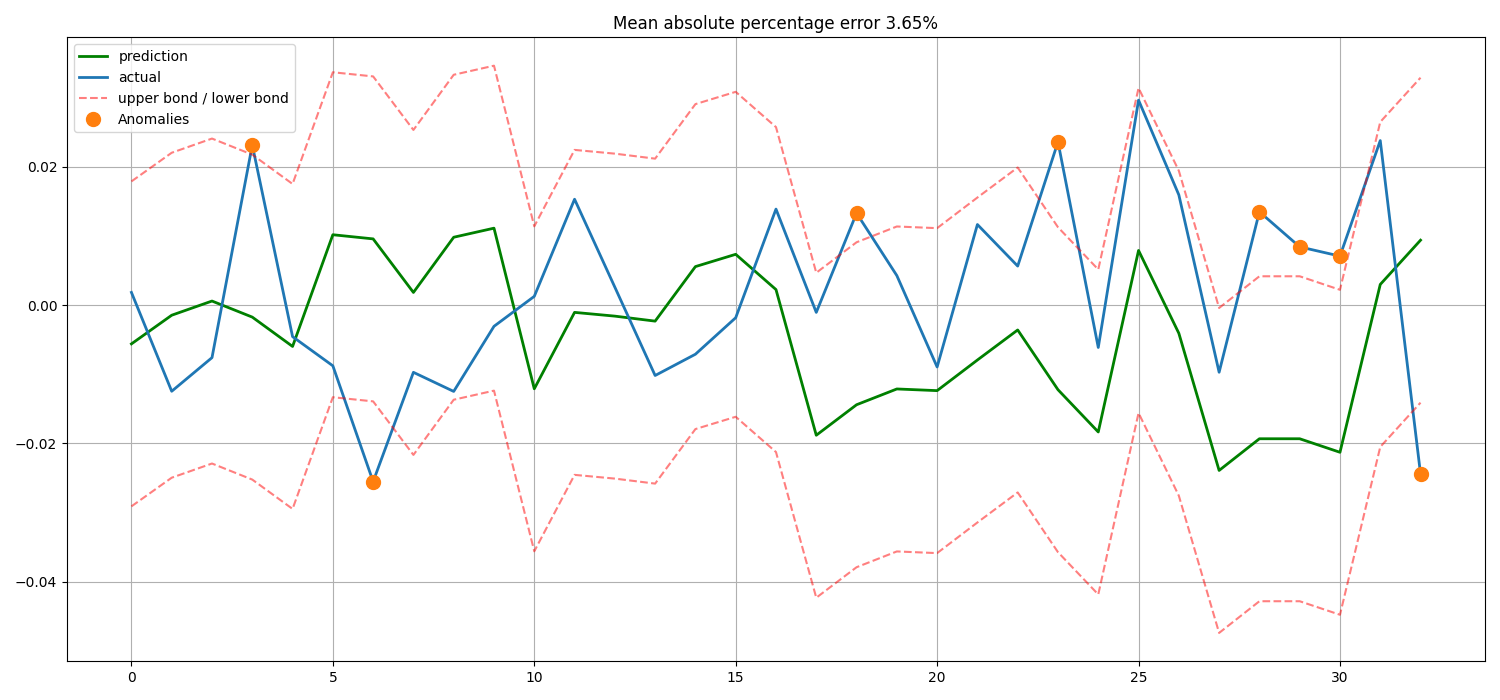 Mean absolute percentage error 3.65%
prediction
actual
upper bond / lower bond
Anomalies
0.02
0.00
−0.02
−0.04
0 5 10 15 20 25 30